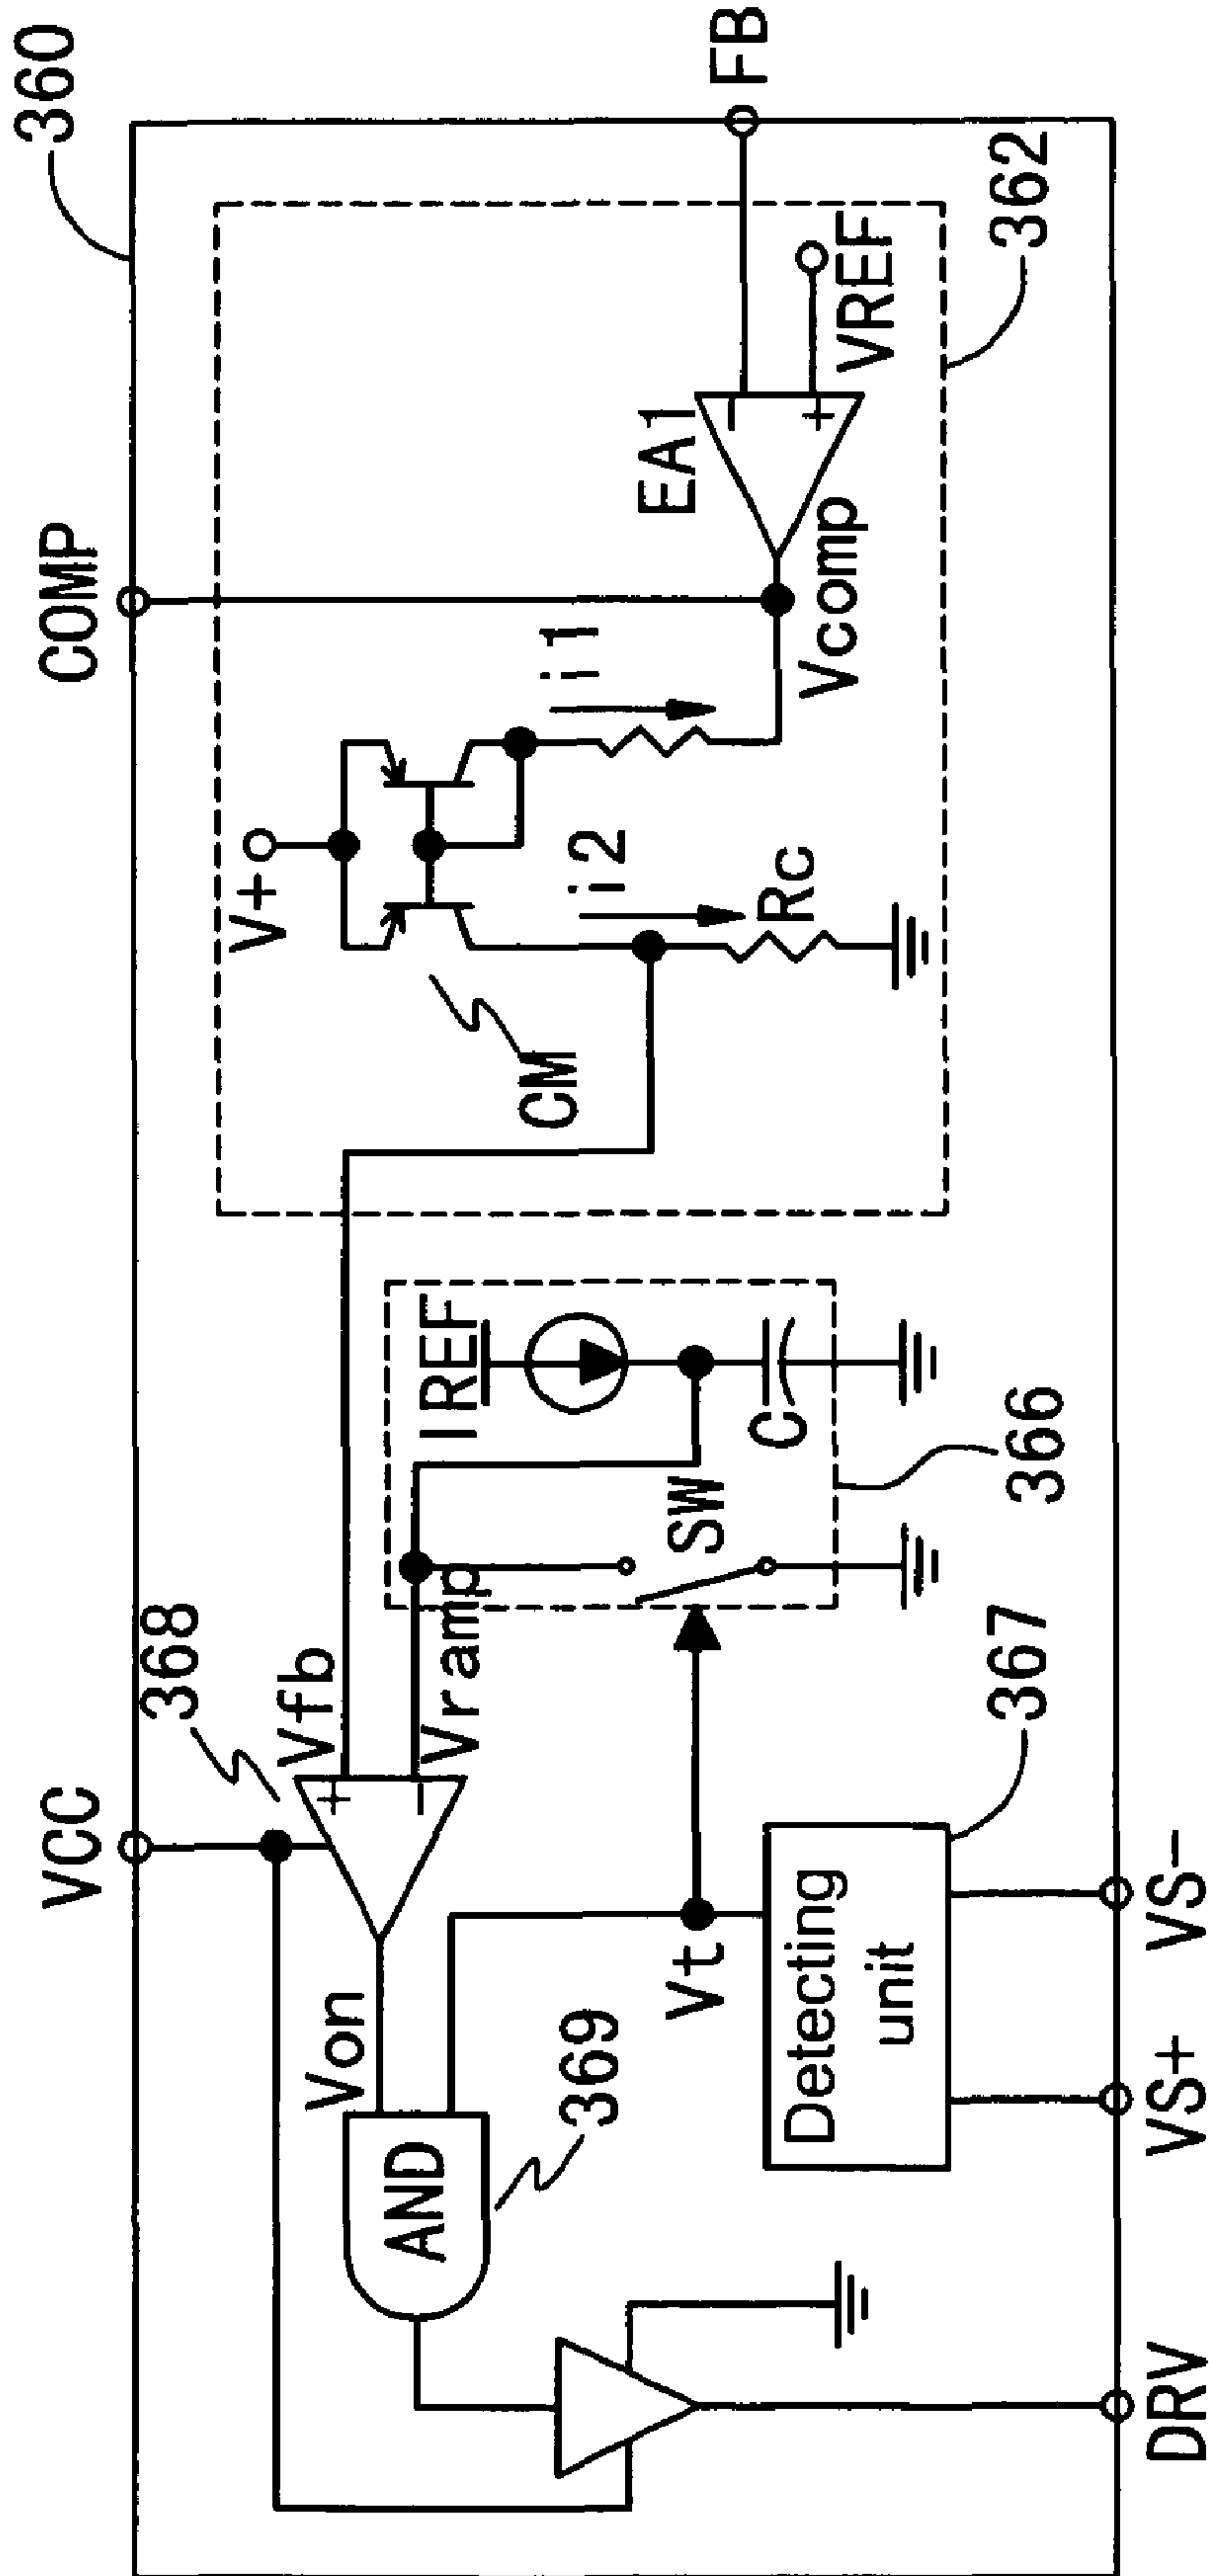 360
COMP
VCC
FB
362
VREF
EA1
Vcomp
i1
V+
i2
Rc
CM
IREF
C
SW
366
368
Vfb
Vramp
367
Von
Vt
Detecting
unit
AND
369
VS-
VS+
DRV
+
-
+
-